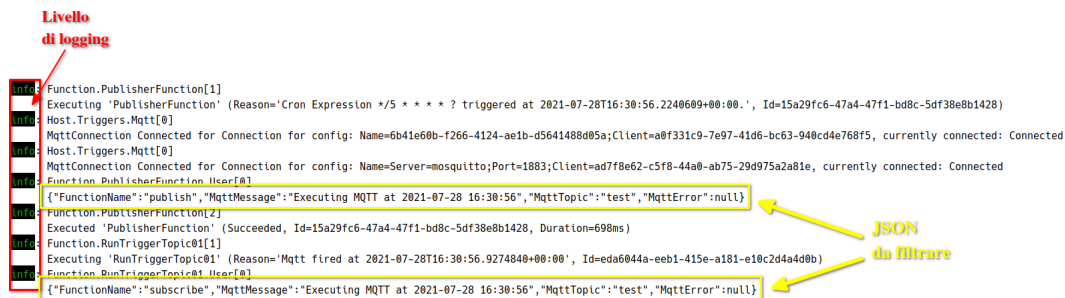 Livello
di logging
info: Function.PublisherFunction[1]
Executing 'PublisherFunction' (Reason='Cron Expression */5 * * * * ? triggered at 2021-07-28T16:30:56.2240609+00:00.', Id=15a29fc6-47a4-47f1-bd8c-5df38e8b1428)
info: Host.Triggers.Mqtt[0]
MqttConnection Connected for Connection for config: Name=6b41e60b-f266-4124-ae1b-d5641488d05a;Client=a0f331c9-7e97-41d6-bc63-940cd4e768f5, currently connected: Connected
info: Host.Triggers.Mqtt[0]
MqttConnection Connected for Connection for config: Name=Server=mosquitto;Port=1883;Client=ad7f8e62-c5f8-44a0-ab75-29d975a2a81e, currently connected: Connected
info: Function.PublisherFunction.User[0]
{"FunctionName":"publish","MqttMessage":"Executing MQTT at 2021-07-28 16:30:56","MqttTopic":"test","MqttError":null}
info: Function.PublisherFunction[2]
Executed 'PublisherFunction' (Succeeded, Id=15a29fc6-47a4-47f1-bd8c-5df38e8b1428, Duration=698ms)
JSON
info: Function.RunTriggerTopic01[1]
Executing 'RunTriggerTopic01' (Reason='Mqtt fired at 2021-07-28T16:30:56.9274840+00:00', Id=eda6044a-eeb1-415e-a181-e10c2d4a4d0b)
da filtrare
info: Function.RunTriggerTopic01.User[0]
{"FunctionName":"subscribe","MqttMessage":"Executing MQTT at 2021-07-28 16:30:56","MqttTopic":"test","MqttError":null}